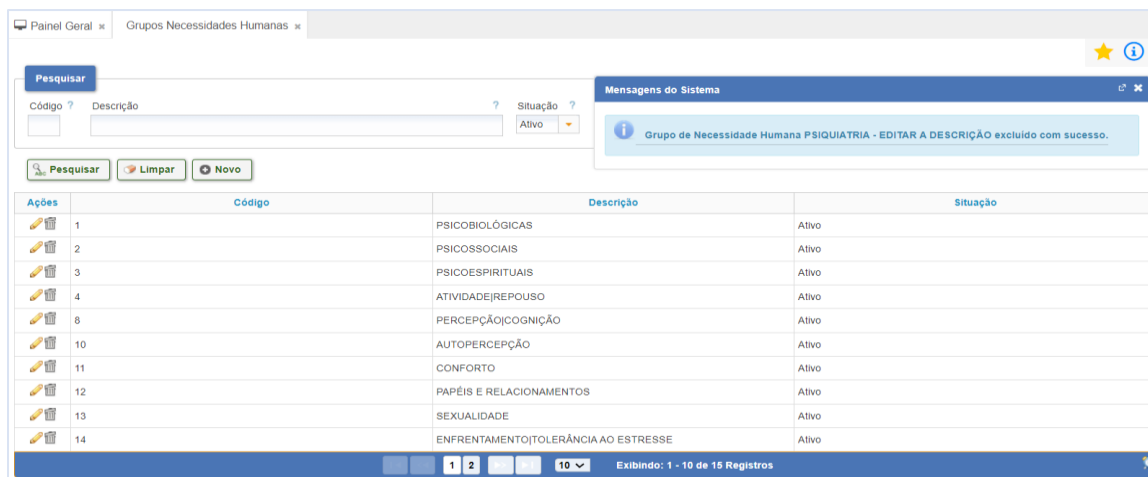 Painel Geral Grupos Necessidades Humanas
Pesquisar
Mensagens do Sistema
Código ? Descrição ? Situação ?
Ativo
Grupo de Necessidade Humana PSIQUIATRIA - EDITAR A DESCRIÇÃO excluído com sucesso.
Pesquisar Limpar Novo
Ações Código Descrição Situação
1 PSICOBIOLÓGICAS Ativo
2 PSICOSSOCIAIS Ativo
3 PSICOESPIRITUAIS Ativo
4 ATIVIDADE|REPOUSO Ativo
8 PERCEPÇÃO|COGNIÇÃO Ativo
10 AUTOPERCEPÇÃO Ativo
11 CONFORTO Ativo
12 PAPÉIS E RELACIONAMENTOS Ativo
13 SEXUALIDADE Ativo
14 ENFRENTAMENTO|TOLERÂNCIA AO ESTRESSE Ativo
1 2 10 Exibindo: 1 - 10 de 15 Registros